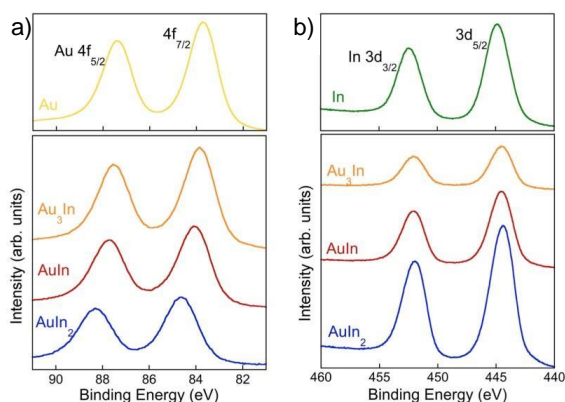 a)
Au 4f5/2
4f7/2
Au
Au3In
AuIn
AuIn2
Intensity (arb. units)
90 88 86 84 82
Binding Energy (eV)
b)
In 3d3/2
3d5/2
In
Au3In
AuIn
AuIn2
Intensity (arb. units)
460 455 450 445 440
Binding Energy (eV)